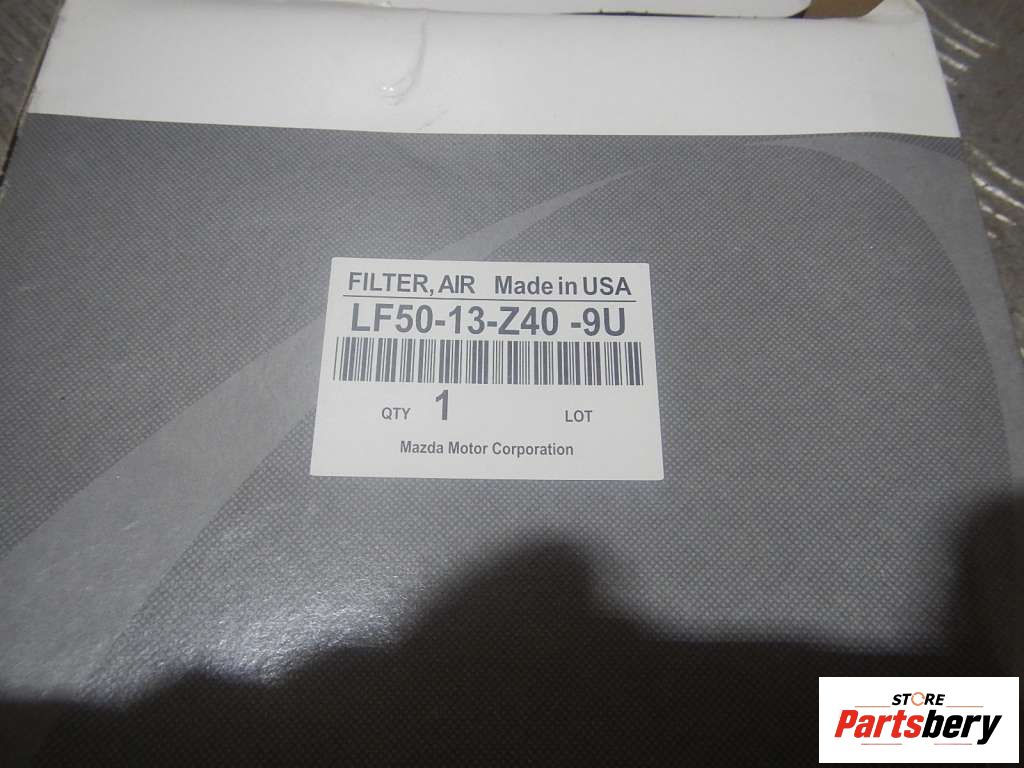 FILTER, AIR Made in USA
LF50-13-Z40 -9U
QTY 1 LOT
Mazda Motor Corporation
STORE
Partsbery